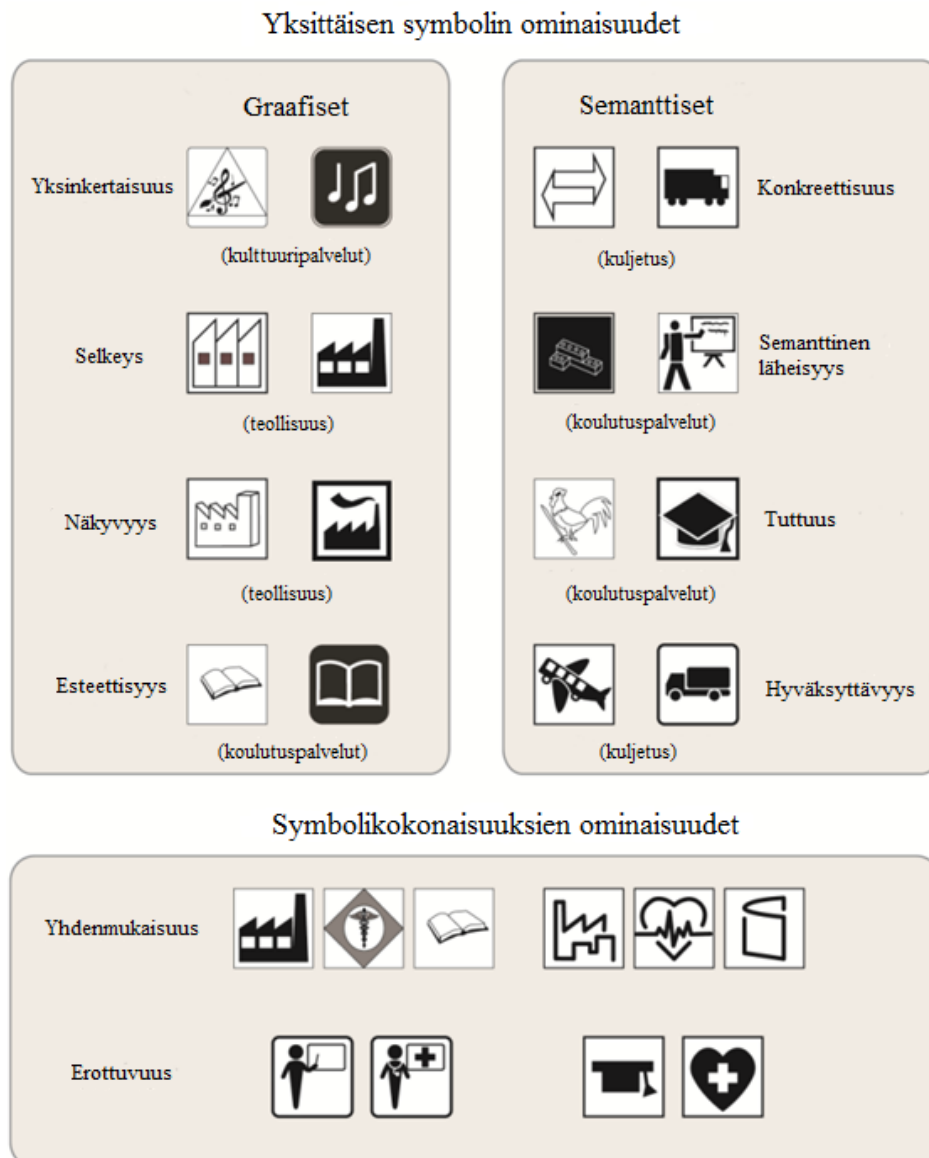 Yksittäisen symbolin ominaisuudet
Graafiset
Yksinkertaisuus
(kulttuuripalvelut)
Selkeys
(teollisuus)
Näkyvyys
(teollisuus)
Esteettisyys
(koulutuspalvelut)
Semanttiset
Konkreettisuus
(kuljetus)
Semanttinen
läheisyys
(koulutuspalvelut)
Tuttuus
(koulutuspalvelut)
Hyväksyttävyys
(kuljetus)
Symbolikokonaisuuksien ominaisuudet
Yhdenmukaisuus
Erottuvuus